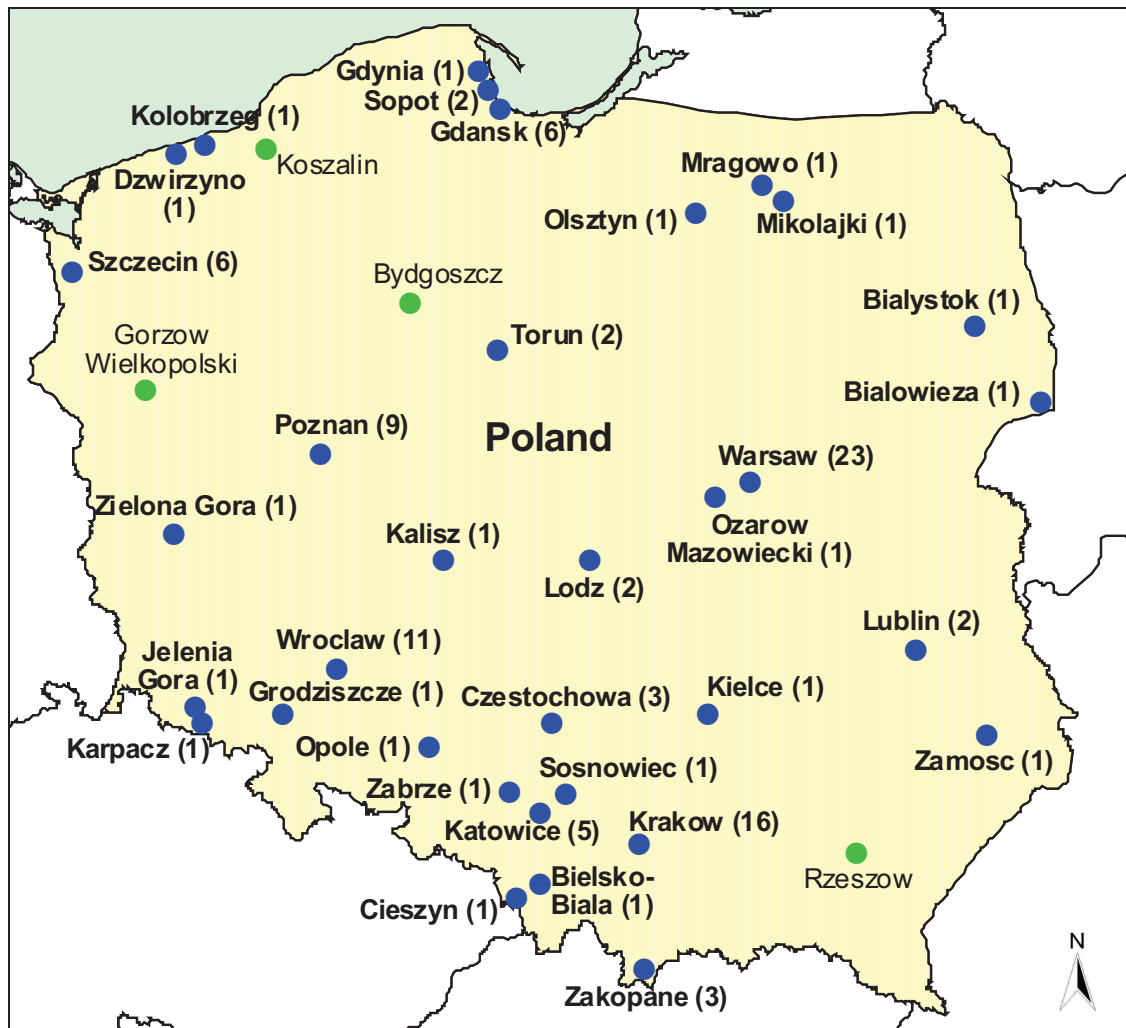 Gdynia (1)
Sopot (2)
Gdansk (6)
Kolobrzeg (1)
Koszalin
Dzwirzyno
(1)
Mragowo (1)
Olsztyn (1)
Mikolajki (1)
Szczecin (6)
Bydgoszcz
Bialystok (1)
Gorzow
Wielkopolski
Torun (2)
Bialowieza (1)
Poznan (9)
Poland
Warsaw (23)
Zielona Gora (1)
Kalisz (1)
Ozarow
Mazowiecki (1)
Lodz (2)
Lublin (2)
Wroclaw (11)
Jelenia
Gora (1)
Grodziszcze (1)
Czestochowa (3)
Kielce (1)
Karpacz (1)
Opole (1)
Zamosc (1)
Sosnowiec (1)
Zabrze (1)
Katowice (5)
Krakow (16)
Rzeszow
Bielsko-
Biala (1)
Cieszyn (1)
Zakopane (3)
N